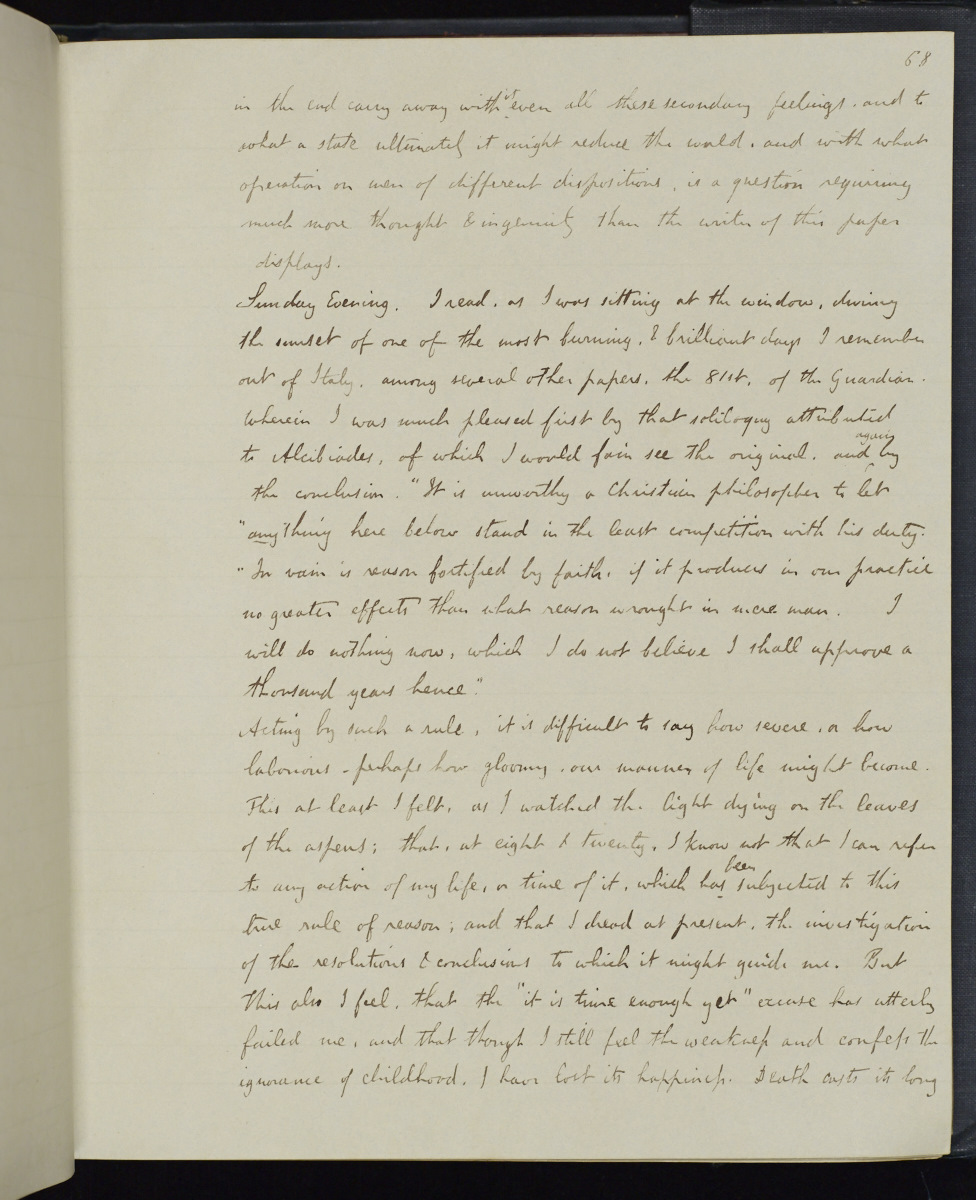 68
in the end carry away with it even all these secondary feelings. and to
what a state ultimately it might reduce the world. and with what
operation on men of different dispositions, is a question requiring
much more thought & ingenuity than the writer of this paper
displays.
Sunday Evening. I read. as I was sitting at the window, during
the sunset of one of the most burning, & brilliant days I remember
out of Italy. among several other papers. the 81st. of the Guardian.
wherein I was much pleased first by that soliloquy attributed
to Alcibiades, of which I would fain see the original. and again by
the conclusion. "It is unworthy a Christian philosopher to let
"anything here below stand in the least competition with his duty.
"In vain is reason fortified by faith. if it produces in our practice
no greater effects than what reason wrought in mere man. I
will do nothing now, which I do not believe I shall approve a
thousand years hence".
Acting by such a rule, it is difficult to say how severe. or how
laborious - perhaps how gloomy. our manner of life might become.
This at least I felt, as I watched the light dying on the leaves
of the aspens; that, at eight & twenty, I know not that I can refer
to any action of my life, or time of it, which has been subjected to this
true rule of reason; and that I dread at present, the investigation
of the resolutions & conclusions to which it might guide me. But
this also I feel, that the "it is time enough yet" excuse has utterly
failed me, and that though I still feel the weakness and confess the
ignorance of childhood. I have lost its happiness. Death casts its long